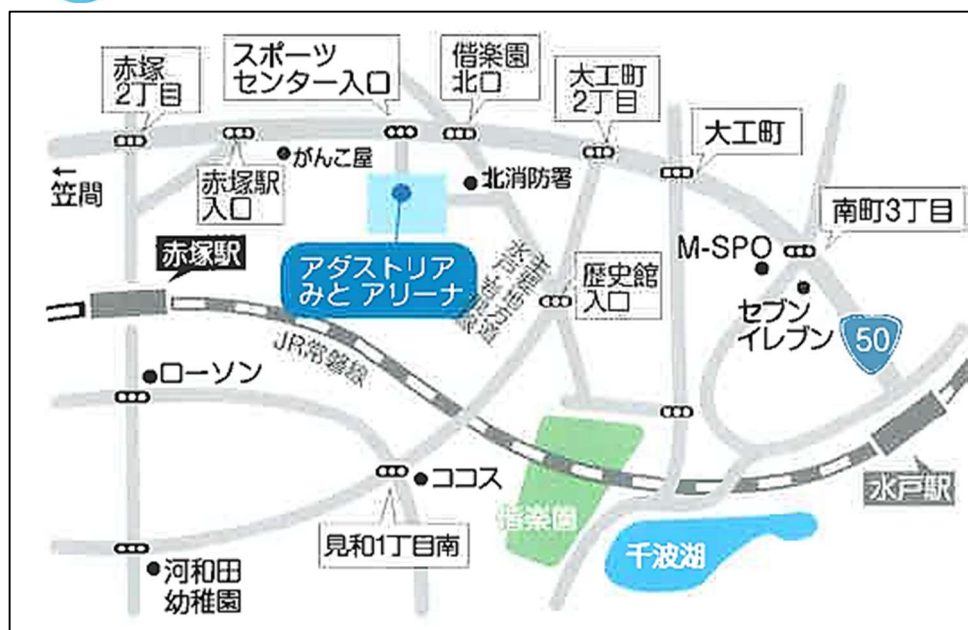 赤塚
2丁目
スポーツ
センター入口
偕楽園
北口
大工町
2丁目
大工町
←
笠間
赤塚駅
入口
がんこ屋
北消防署
南町3丁目
赤塚駅
アダストリア
みと アリーナ
歴史館
入口
M-SPO
セブン
イレブン
50
JR常磐線
ローソン
ココス
見和1丁目南
偕楽園
千波湖
水戸駅
河和田
幼稚園